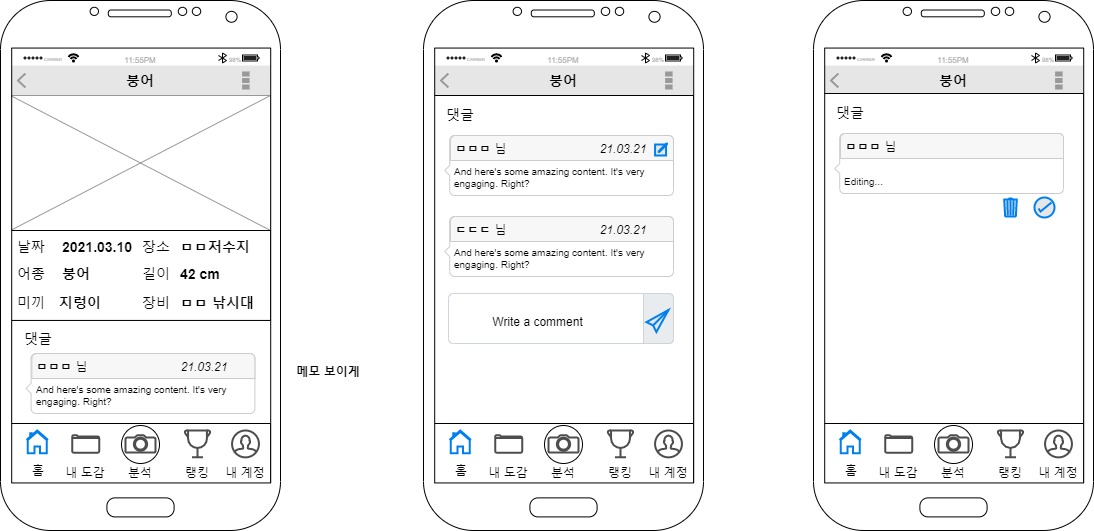 CARRIER 11:55PM 98%
붕어
날짜 2021.03.10 장소 ㅁㅁ저수지
어종 붕어 길이 42 cm
미끼 지렁이 장비 ㅁㅁ 낚시대
댓글
ㅁㅁㅁ 님 21.03.21
And here's some amazing content. It's very
engaging. Right?
홈 내 도감 분석 랭킹 내 계정
메모 보이게
CARRIER 11:55PM 98%
붕어
댓글
ㅁㅁㅁ 님 21.03.21
And here's some amazing content. It's very
engaging. Right?
ㄷㄷㄷ 님 21.03.21
And here's some amazing content. It's very
engaging. Right?
Write a comment
홈 내 도감 분석 랭킹 내 계정
CARRIER 11:55PM 98%
붕어
댓글
ㅁㅁㅁ 님
Editing...
홈 내 도감 분석 랭킹 내 계정